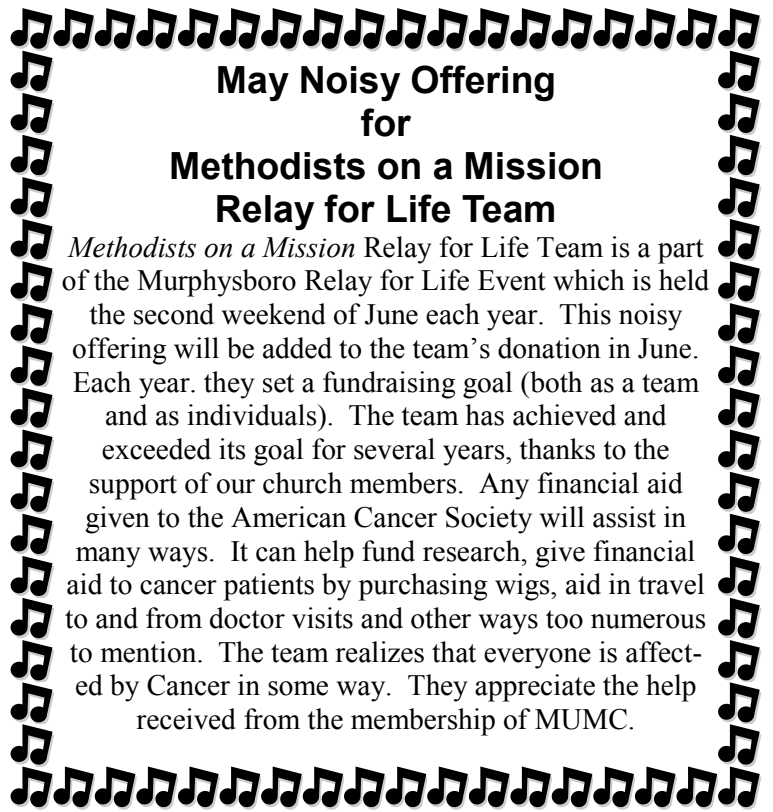 May Noisy Offering
for
Methodists on a Mission
Relay for Life Team
Methodists on a Mission Relay for Life Team is a part
of the Murphysboro Relay for Life Event which is held
the second weekend of June each year.  This noisy
offering will be added to the team’s donation in June.
Each year. they set a fundraising goal (both as a team
and as individuals).  The team has achieved and
exceeded its goal for several years, thanks to the
support of our church members.  Any financial aid
given to the American Cancer Society will assist in
many ways.  It can help fund research, give financial
aid to cancer patients by purchasing wigs, aid in travel
to and from doctor visits and other ways too numerous
to mention.  The team realizes that everyone is affect-
ed by Cancer in some way.  They appreciate the help
received from the membership of MUMC.